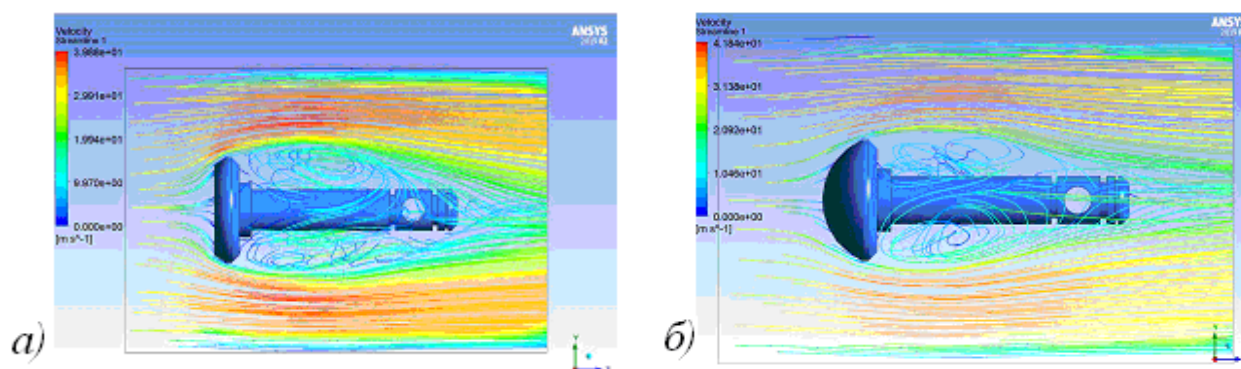 Velocity
Streamline 1
3.988e+01
2.991e+01
1.994e+01
9.970e+00
0.000e+00
[m s^-1]
ANSYS
а)
Velocity
Streamline 1
4.184e+01
3.138e+01
2.092e+01
1.046e+01
0.000e+00
[m s^-1]
ANSYS
б)